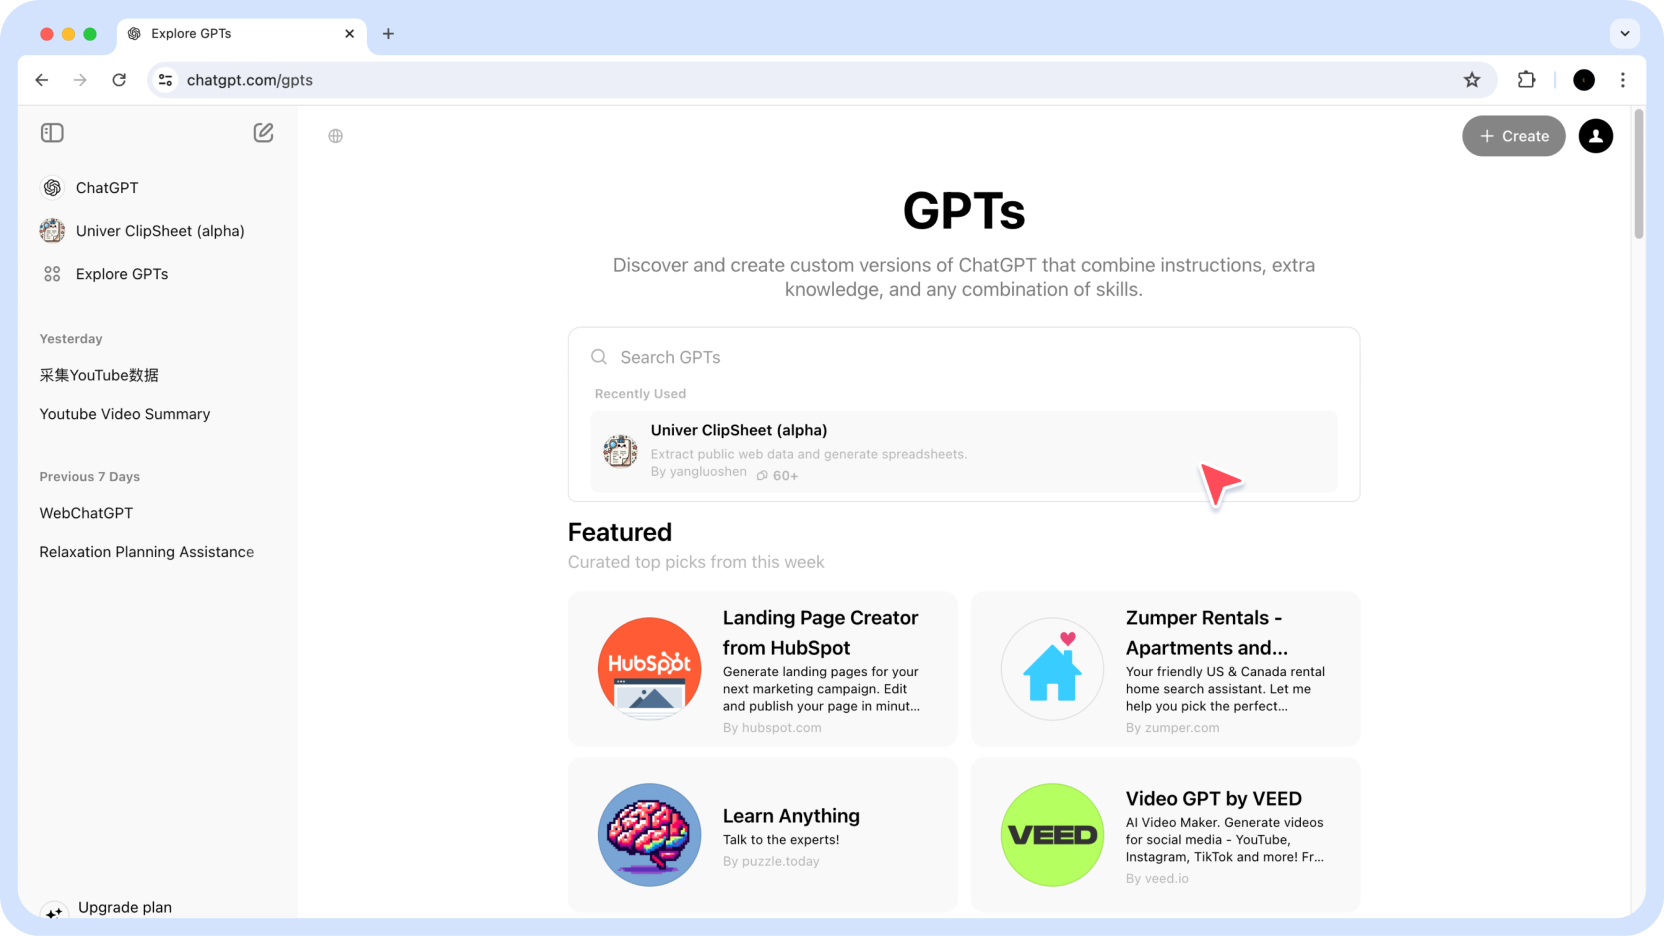 Explore GPTs
chatgpt.com/gpts
ChatGPT
Univer ClipSheet (alpha)
Explore GPTs
Yesterday
采集YouTube数据
Youtube Video Summary
Previous 7 Days
WebChatGPT
Relaxation Planning Assistance
Upgrade plan
Create
GPTs
Discover and create custom versions of ChatGPT that combine instructions, extra
knowledge, and any combination of skills.
Search GPTs
Recently Used
Univer ClipSheet (alpha)
Extract public web data and generate spreadsheets.
By yangluoshen 60+
Featured
Curated top picks from this week
HubSpot
Landing Page Creator
from HubSpot
Generate landing pages for your
next marketing campaign. Edit
and publish your page in minut...
By hubspot.com
Zumper Rentals -
Apartments and...
Your friendly US & Canada rental
home search assistant. Let me
help you pick the perfect...
By zumper.com
Learn Anything
Talk to the experts!
By puzzle.today
VEED
Video GPT by VEED
AI Video Maker. Generate videos
for social media - YouTube,
Instagram, TikTok and more! Fr...
By veed.io